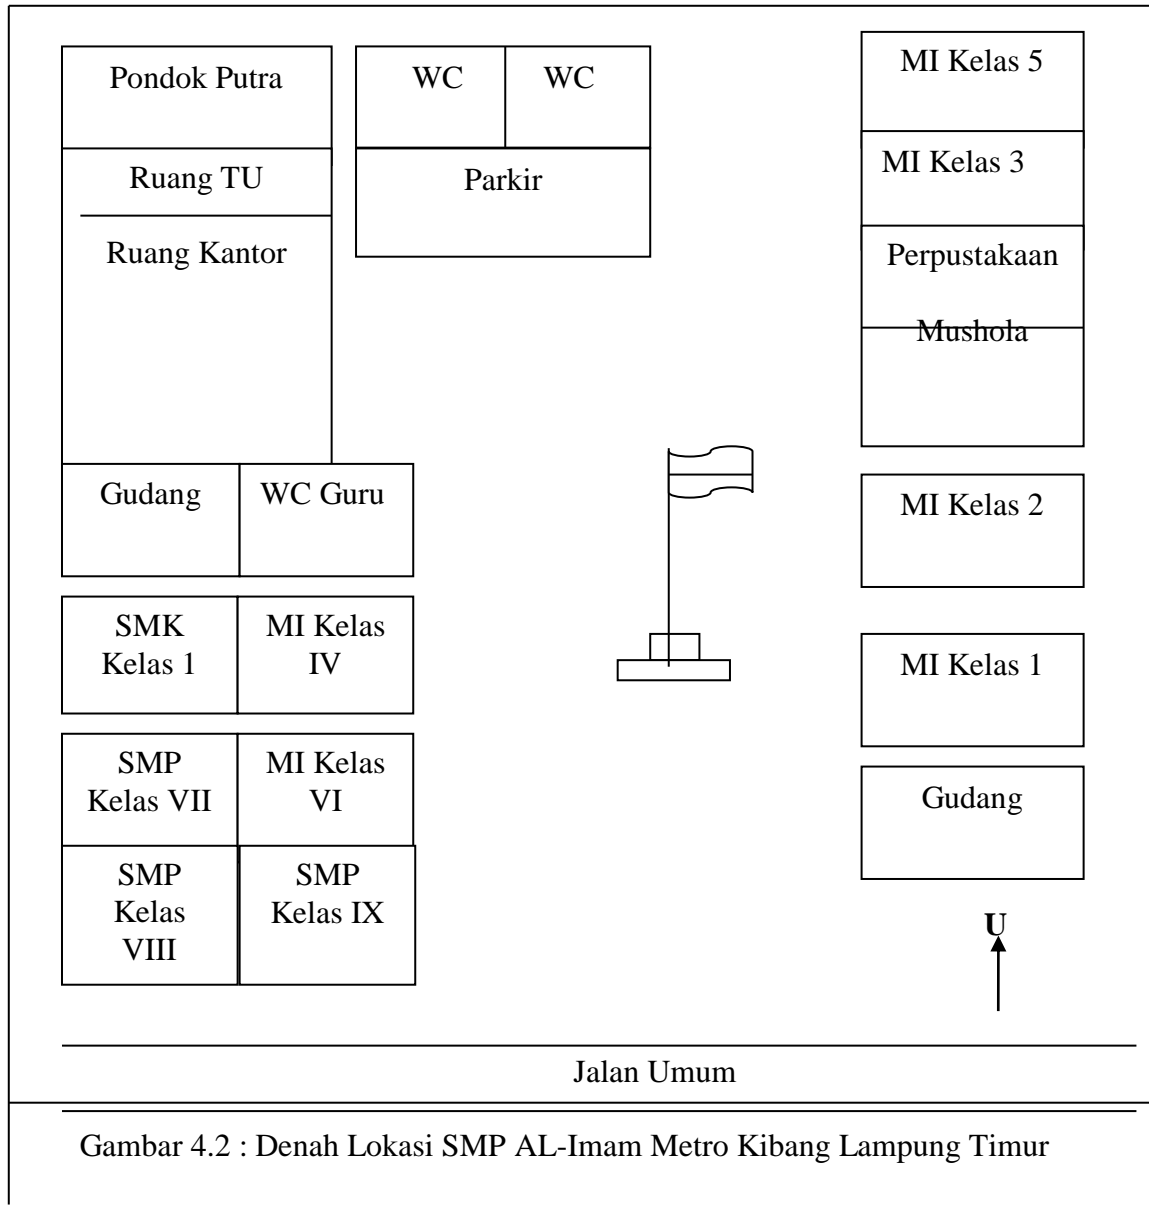 Pondok Putra
WC
WC
MI Kelas 5
Ruang TU
Parkir
MI Kelas 3
Ruang Kantor
Perpustakaan
Mushola
Gudang
WC Guru
MI Kelas 2
SMK
Kelas 1
MI Kelas
IV
MI Kelas 1
SMP
Kelas VII
MI Kelas
VI
Gudang
SMP
Kelas
VIII
SMP
Kelas IX
U
Jalan Umum
Gambar 4.2 : Denah Lokasi SMP AL-Imam Metro Kibang Lampung Timur